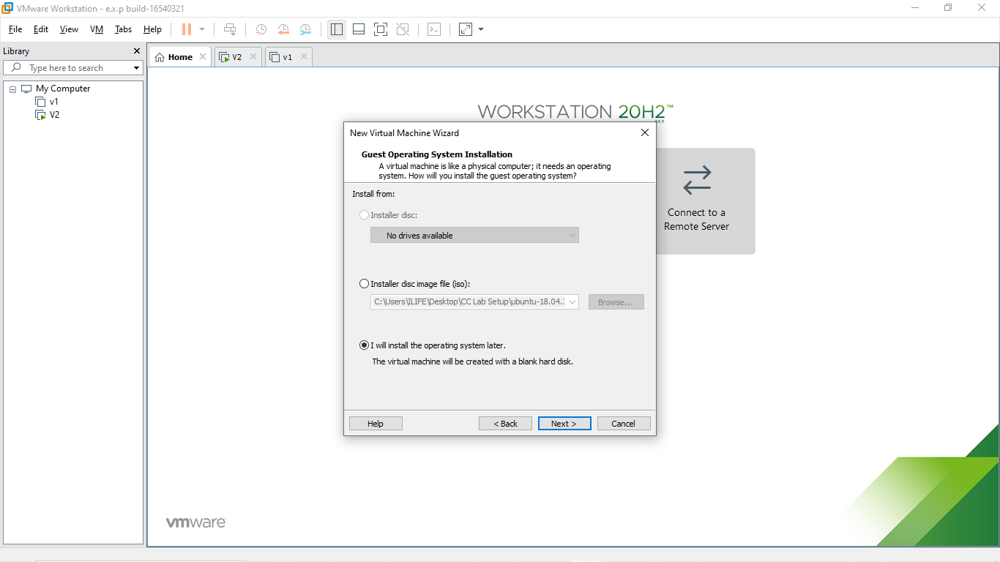 VMware Workstation - e.x.p build-16540321
File Edit View VM Tabs Help
Library
Type here to search
My Computer
v1
V2
Home V2 v1
WORKSTATION 20H2™
JULY
Connect to a
Remote Server
New Virtual Machine Wizard
Guest Operating System Installation
A virtual machine is like a physical computer; it needs an operating
system. How will you install the guest operating system?
Install from:
Installer disc:
No drives available
Installer disc image file (iso):
C:\Users\ILIFE\Desktop\CC Lab Setup\ubuntu-18.04. Browse...
I will install the operating system later.
The virtual machine will be created with a blank hard disk.
Help < Back Next > Cancel
vmware